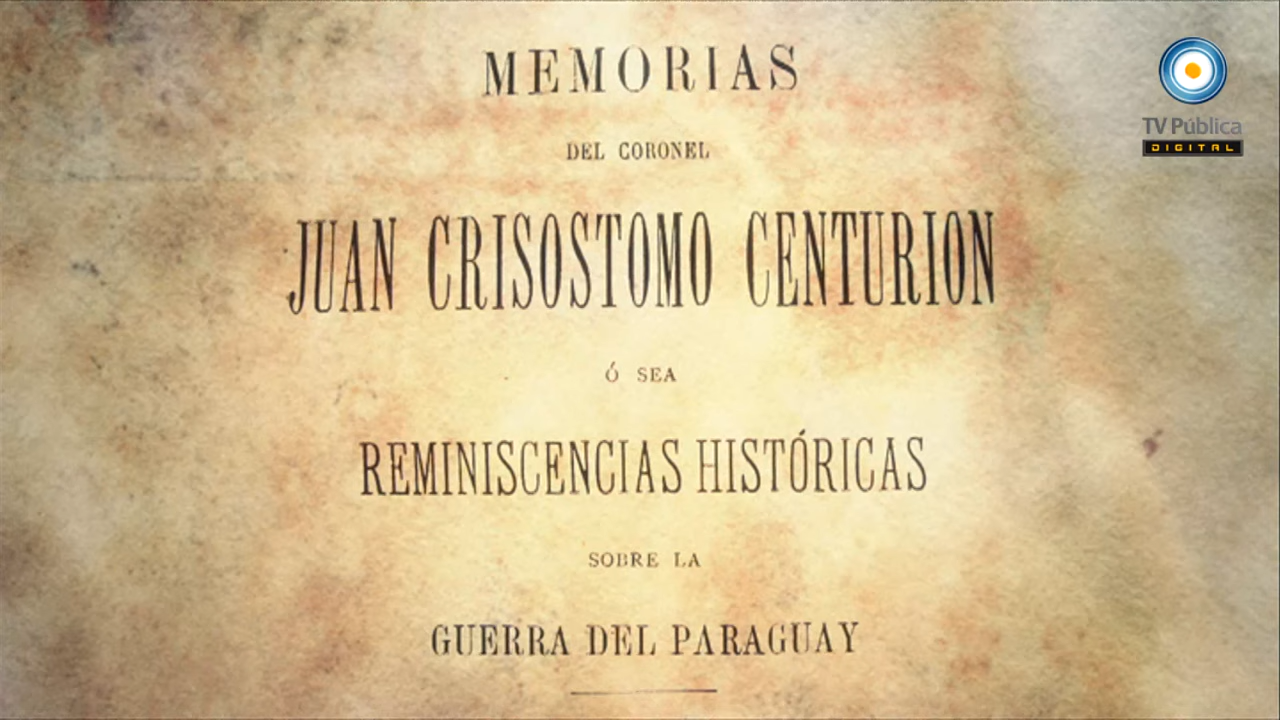 MEMORIAS
DEL CORONEL
JUAN CRISOSTOMO CENTURION
Ó SEA
REMINISCENCIAS HISTÓRICAS
SOBRE LA
GUERRA DEL PARAGUAY
TV Pública
DIGITAL